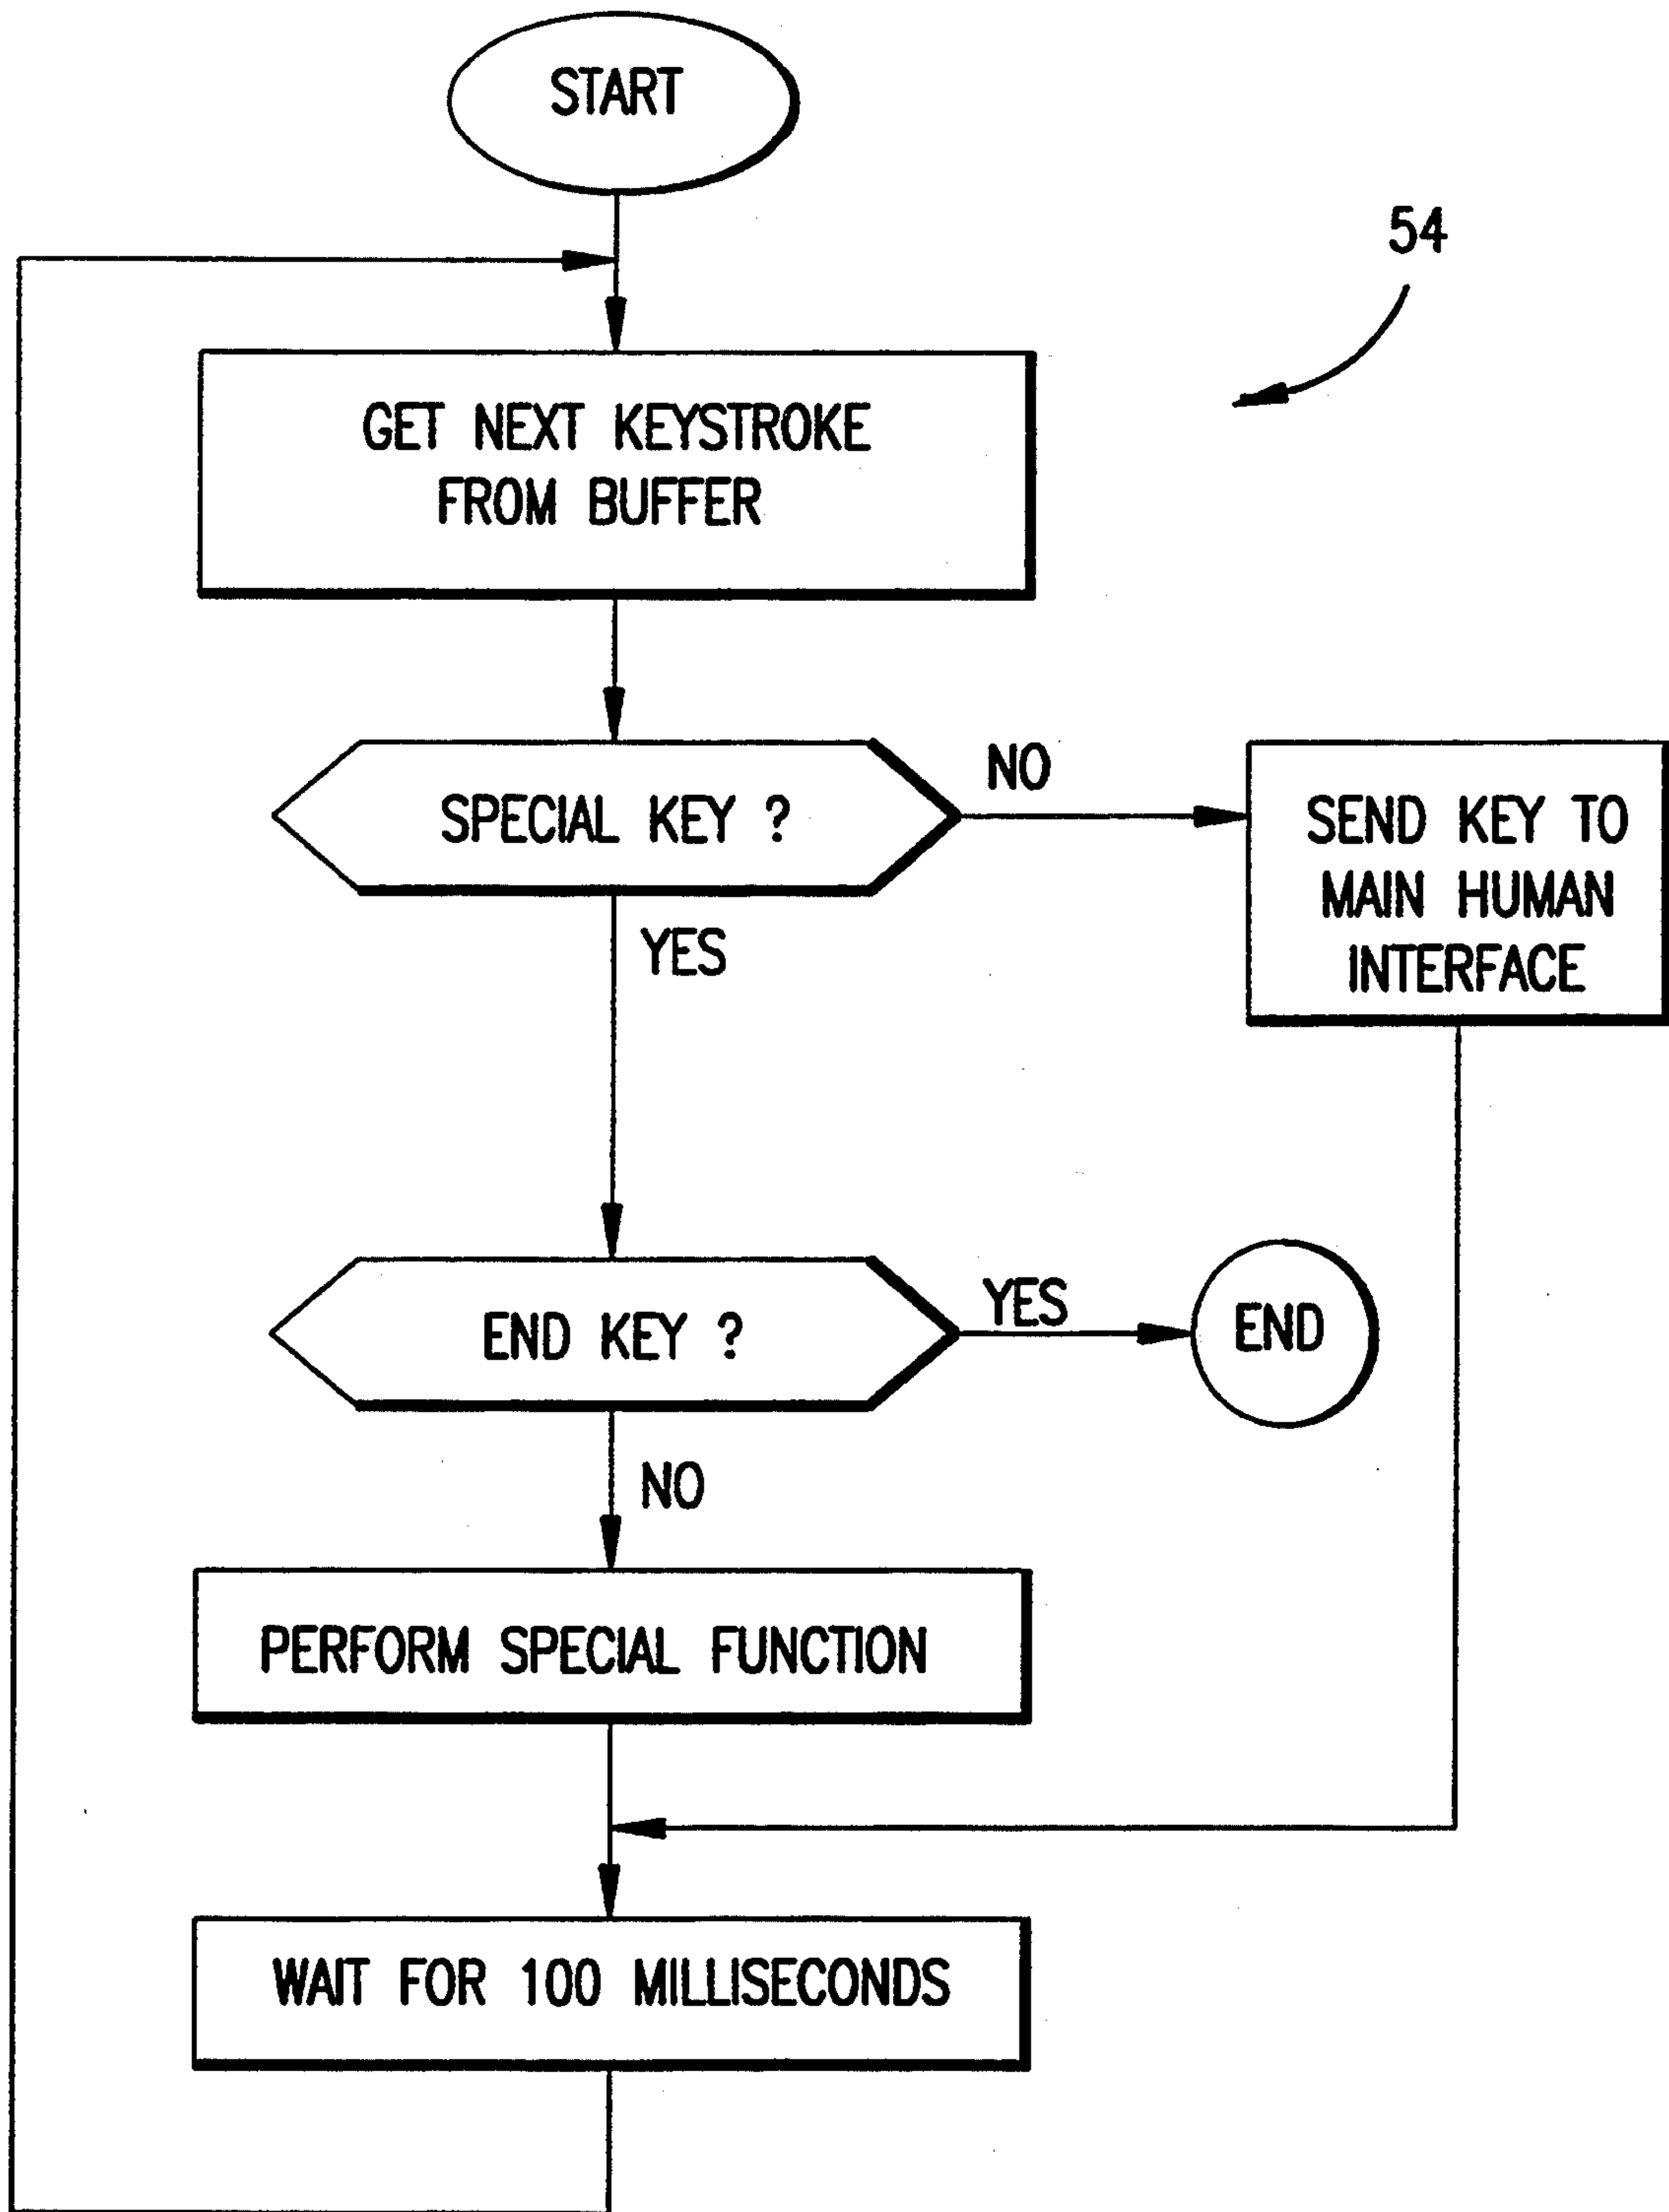 START
54
GET NEXT KEYSTROKE
FROM BUFFER
SPECIAL KEY ?
NO
SEND KEY TO
MAIN HUMAN
INTERFACE
YES
END KEY ?
YES
END
NO
PERFORM SPECIAL FUNCTION
WAIT FOR 100 MILLISECONDS